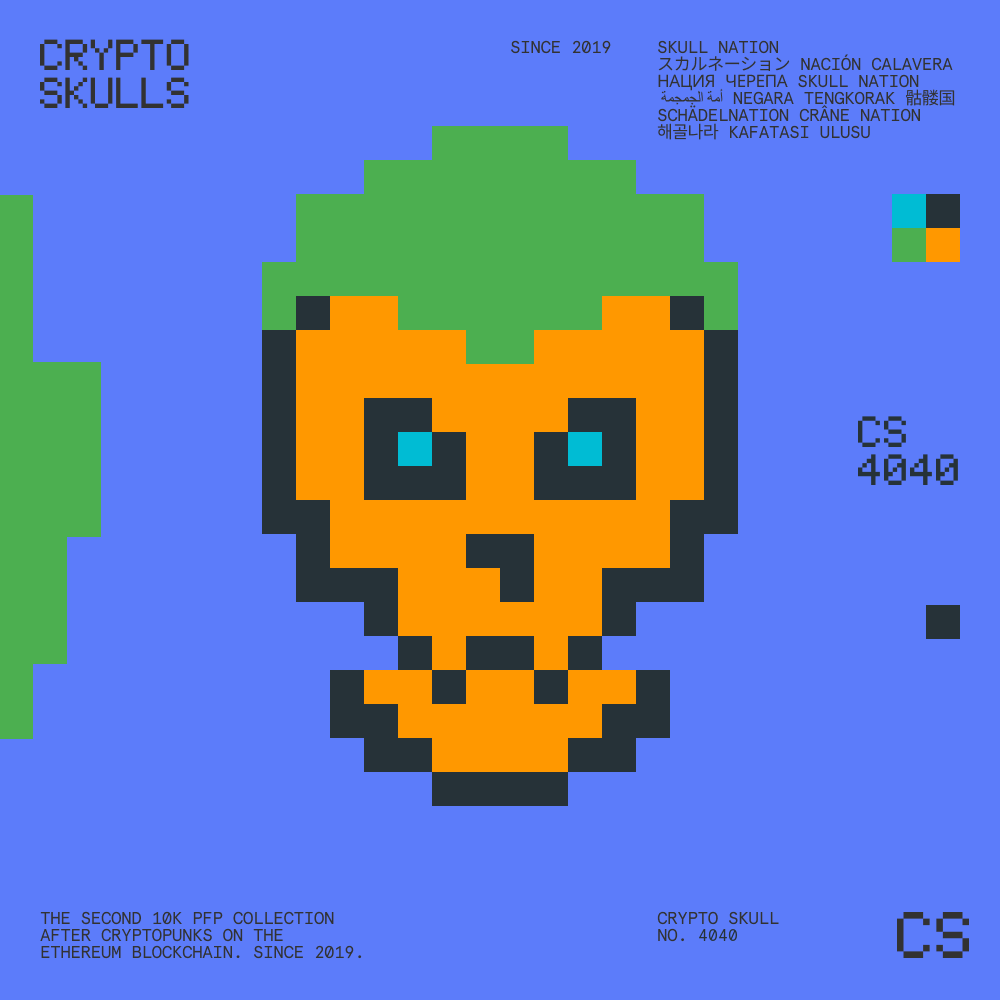 CRYPTO
SKULLS
SINCE 2019
SKULL NATION
スカルネーション NACIÓN CALAVERA
НАЦИЯ ЧЕРЕПА SKULL NATION
أمة الجمجمة NEGARA TENGKORAK 骷髅国
SCHÄDELNATION CRÂNE NATION
해골나라 KAFATASI ULUSU
CS
4040
THE SECOND 10K PFP COLLECTION
AFTER CRYPTOPUNKS ON THE
ETHEREUM BLOCKCHAIN. SINCE 2019.
CRYPTO SKULL
NO. 4040
CS